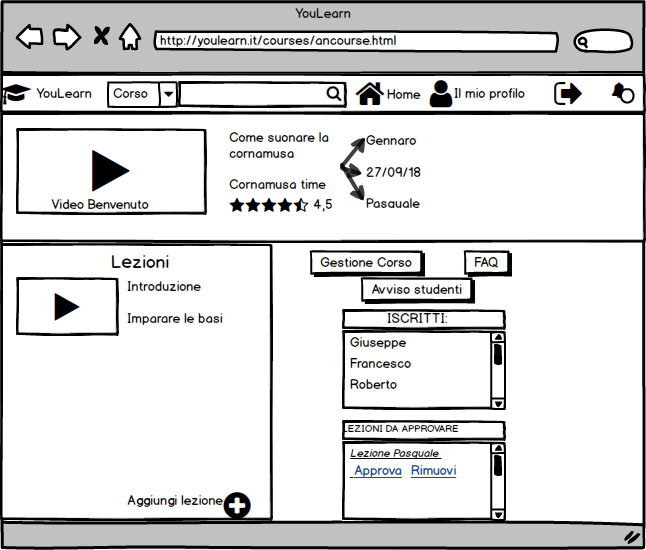 YouLearn
http://youlearn.it/courses/ancourse.html
YouLearn
Corso
Home
Il mio profilo
Video Benvenuto
Come suonare la
cornamusa
Cornamusa time
4,5
Gennaro
27/09/18
Pasquale
Lezioni
Introduzione
Imparare le basi
Aggiungi lezione
Gestione Corso
FAQ
Avviso studenti
ISCRITTI:
Giuseppe
Francesco
Roberto
LEZIONI DA APPROVARE
Lezione Pasquale
Approva Rimuovi